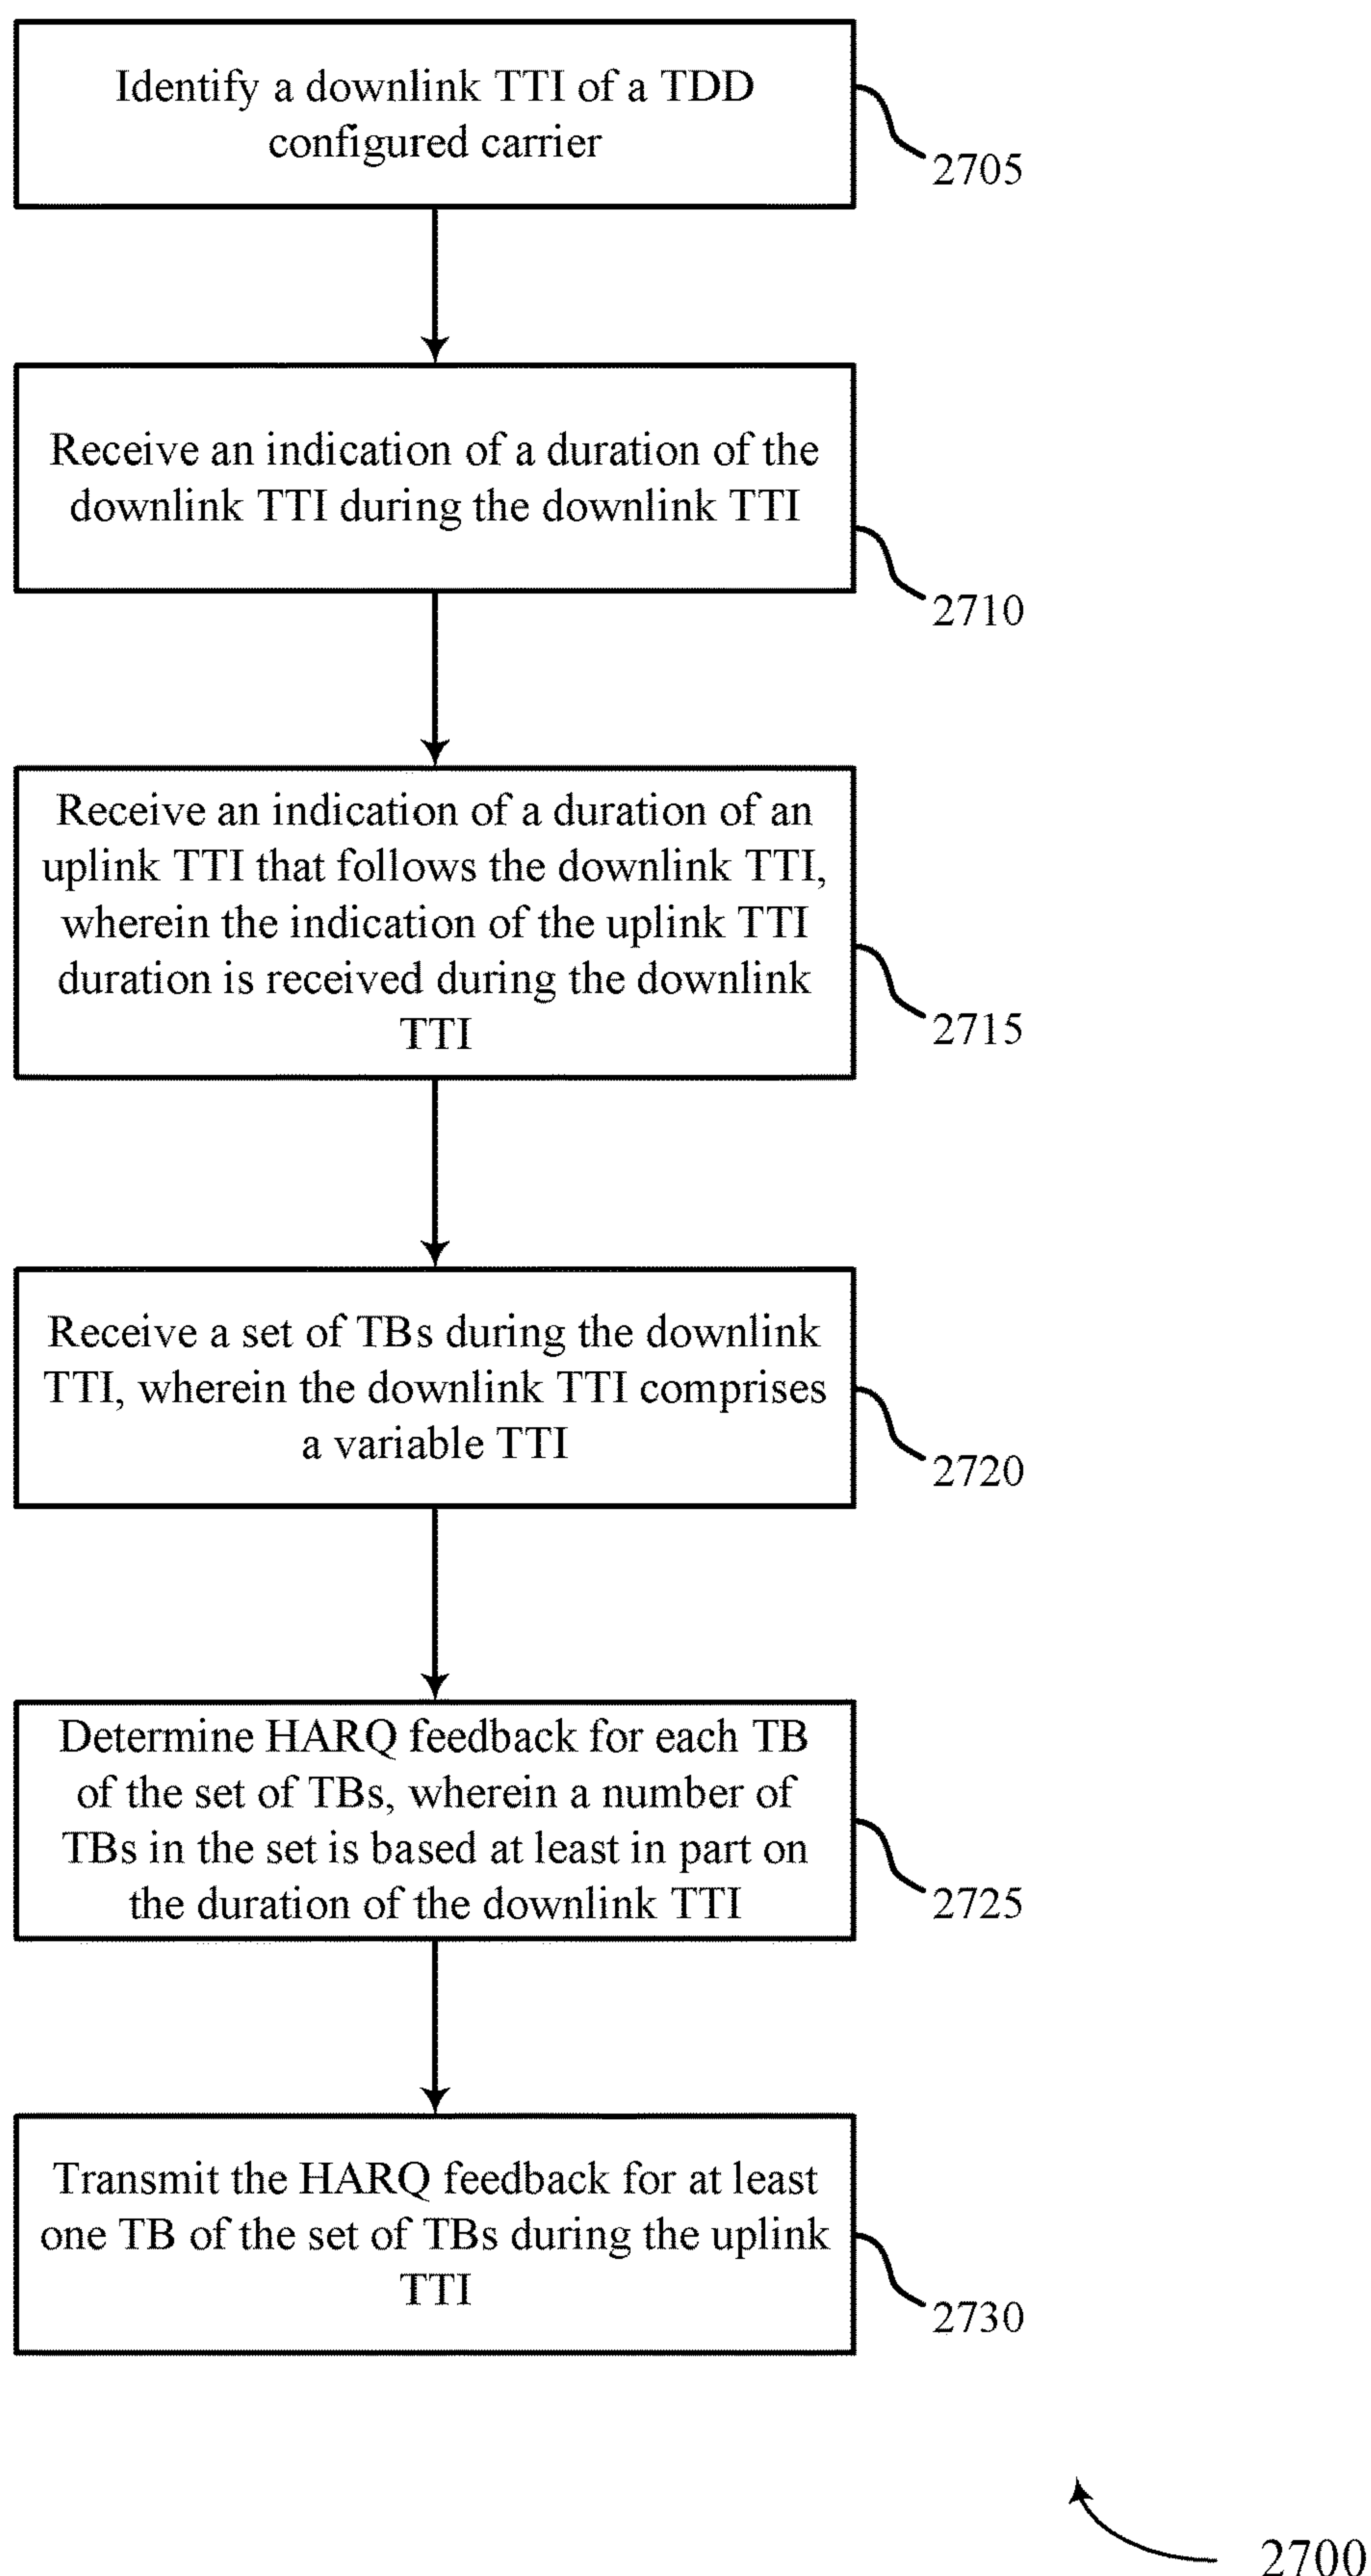 Identify a downlink TTI of a TDD
configured carrier
2705
Receive an indication of a duration of the
downlink TTI during the downlink TTI
2710
Receive an indication of a duration of an
uplink TTI that follows the downlink TTI,
wherein the indication of the uplink TTI
duration is received during the downlink
TTI
2715
Receive a set of TBs during the downlink
TTI, wherein the downlink TTI comprises
a variable TTI
2720
Determine HARQ feedback for each TB
of the set of TBs, wherein a number of
TBs in the set is based at least in part on
the duration of the downlink TTI
2725
Transmit the HARQ feedback for at least
one TB of the set of TBs during the uplink
TTI
2730
2700